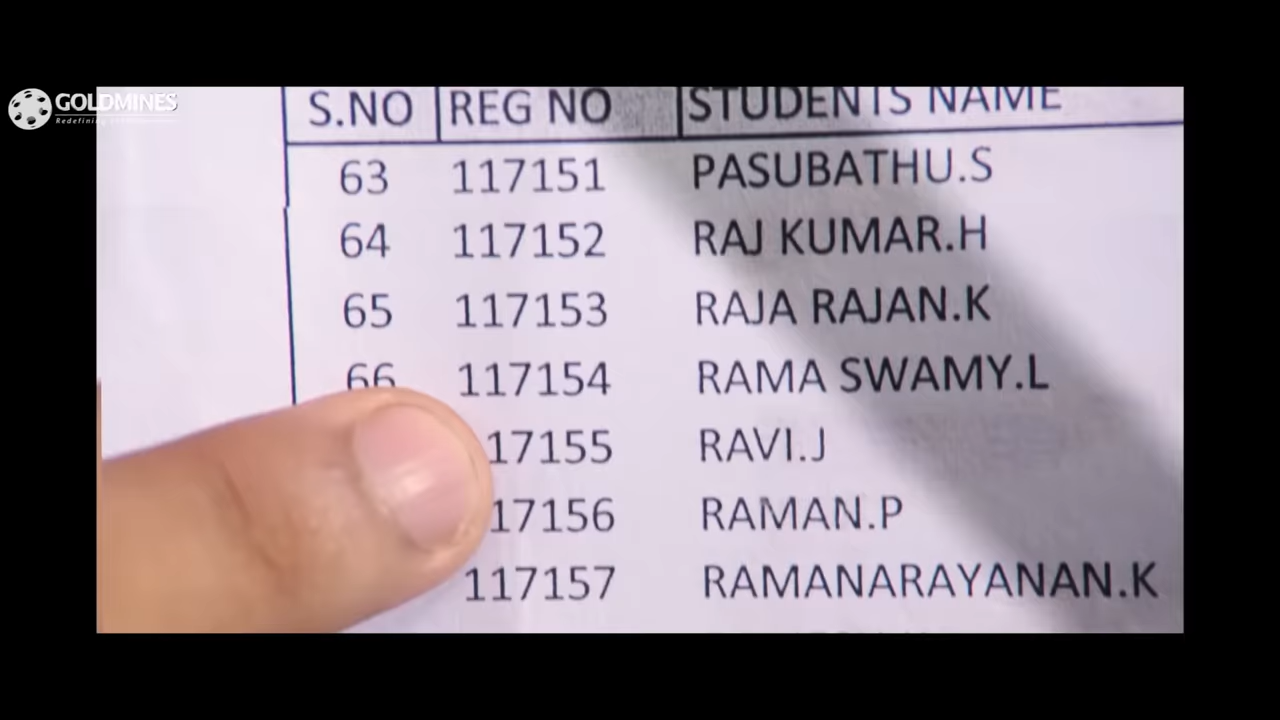 GOLDMINES
Redefining
S.NO REG NO STUDENTS NAME
63 117151 PASUBATHU.S
64 117152 RAJ KUMAR.H
65 117153 RAJA RAJAN.K
66 117154 RAMA SWAMY.L
17155 RAVI.J
17156 RAMAN.P
117157 RAMANARAYANAN.K